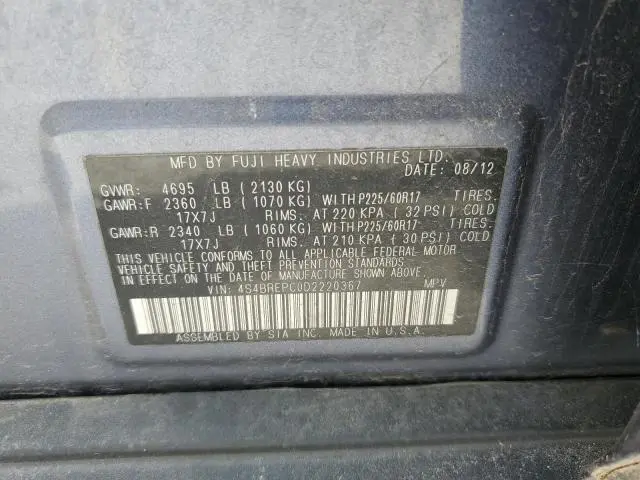 MFD BY FUJI HEAVY INDUSTRIES LTD.
DATE: 08/12
GVWR: 4695 LB ( 2130 KG)
GAWR:F 2360 LB ( 1070 KG) WITH P225/60R17 TIRES.
17X7J RIMS. AT 220 KPA ( 32 PSI) COLD
GAWR:R 2340 LB ( 1060 KG) WITH P225/60R17 TIRES.
17X7J RIMS. AT 210 KPA ( 30 PSI) COLD
THIS VEHICLE CONFORMS TO ALL APPLICABLE FEDERAL MOTOR
VEHICLE SAFETY AND THEFT PREVENTION STANDARDS
IN EFFECT ON THE DATE OF MANUFACTURE SHOWN ABOVE.
VIN: 4S4BREPC0D2220367 MPV
ASSEMBLED BY SIA INC. MADE IN U.S.A.